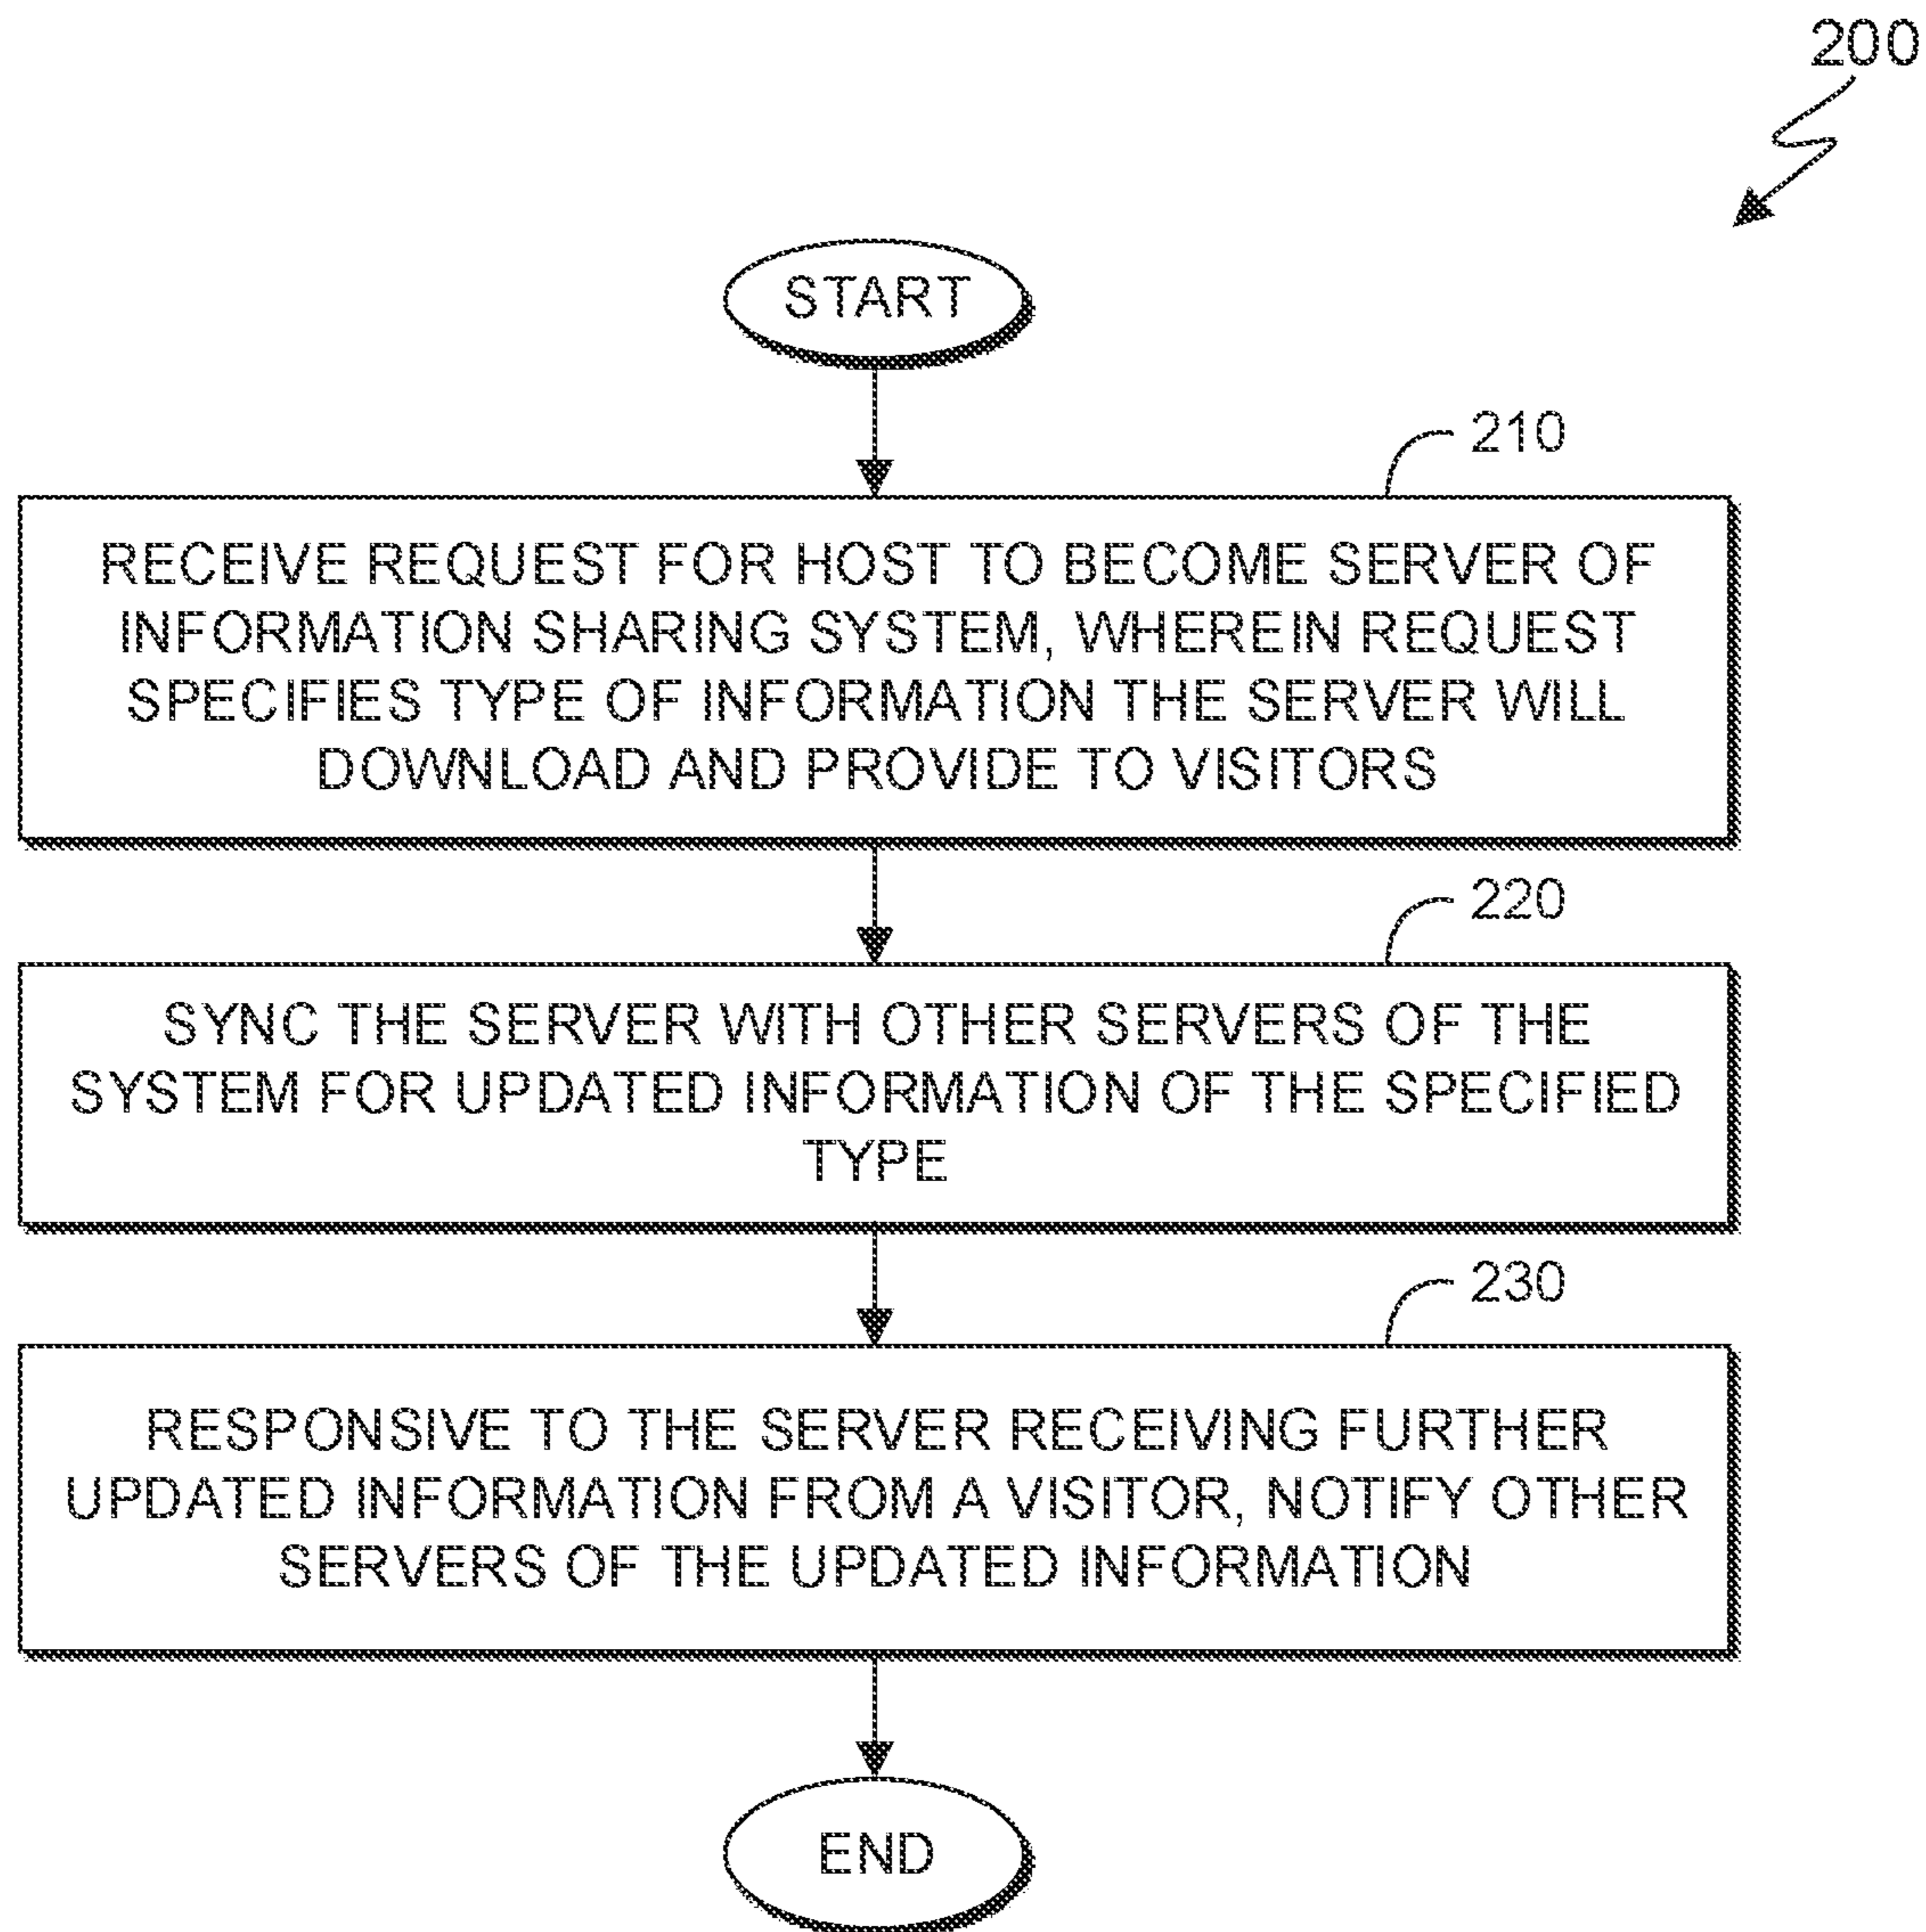 200
START
210
RECEIVE REQUEST FOR HOST TO BECOME SERVER OF
INFORMATION SHARING SYSTEM, WHEREIN REQUEST
SPECIFIES TYPE OF INFORMATION THE SERVER WILL
DOWNLOAD AND PROVIDE TO VISITORS
220
SYNC THE SERVER WITH OTHER SERVERS OF THE
SYSTEM FOR UPDATED INFORMATION OF THE SPECIFIED
TYPE
230
RESPONSIVE TO THE SERVER RECEIVING FURTHER
UPDATED INFORMATION FROM A VISITOR, NOTIFY OTHER
SERVERS OF THE UPDATED INFORMATION
END